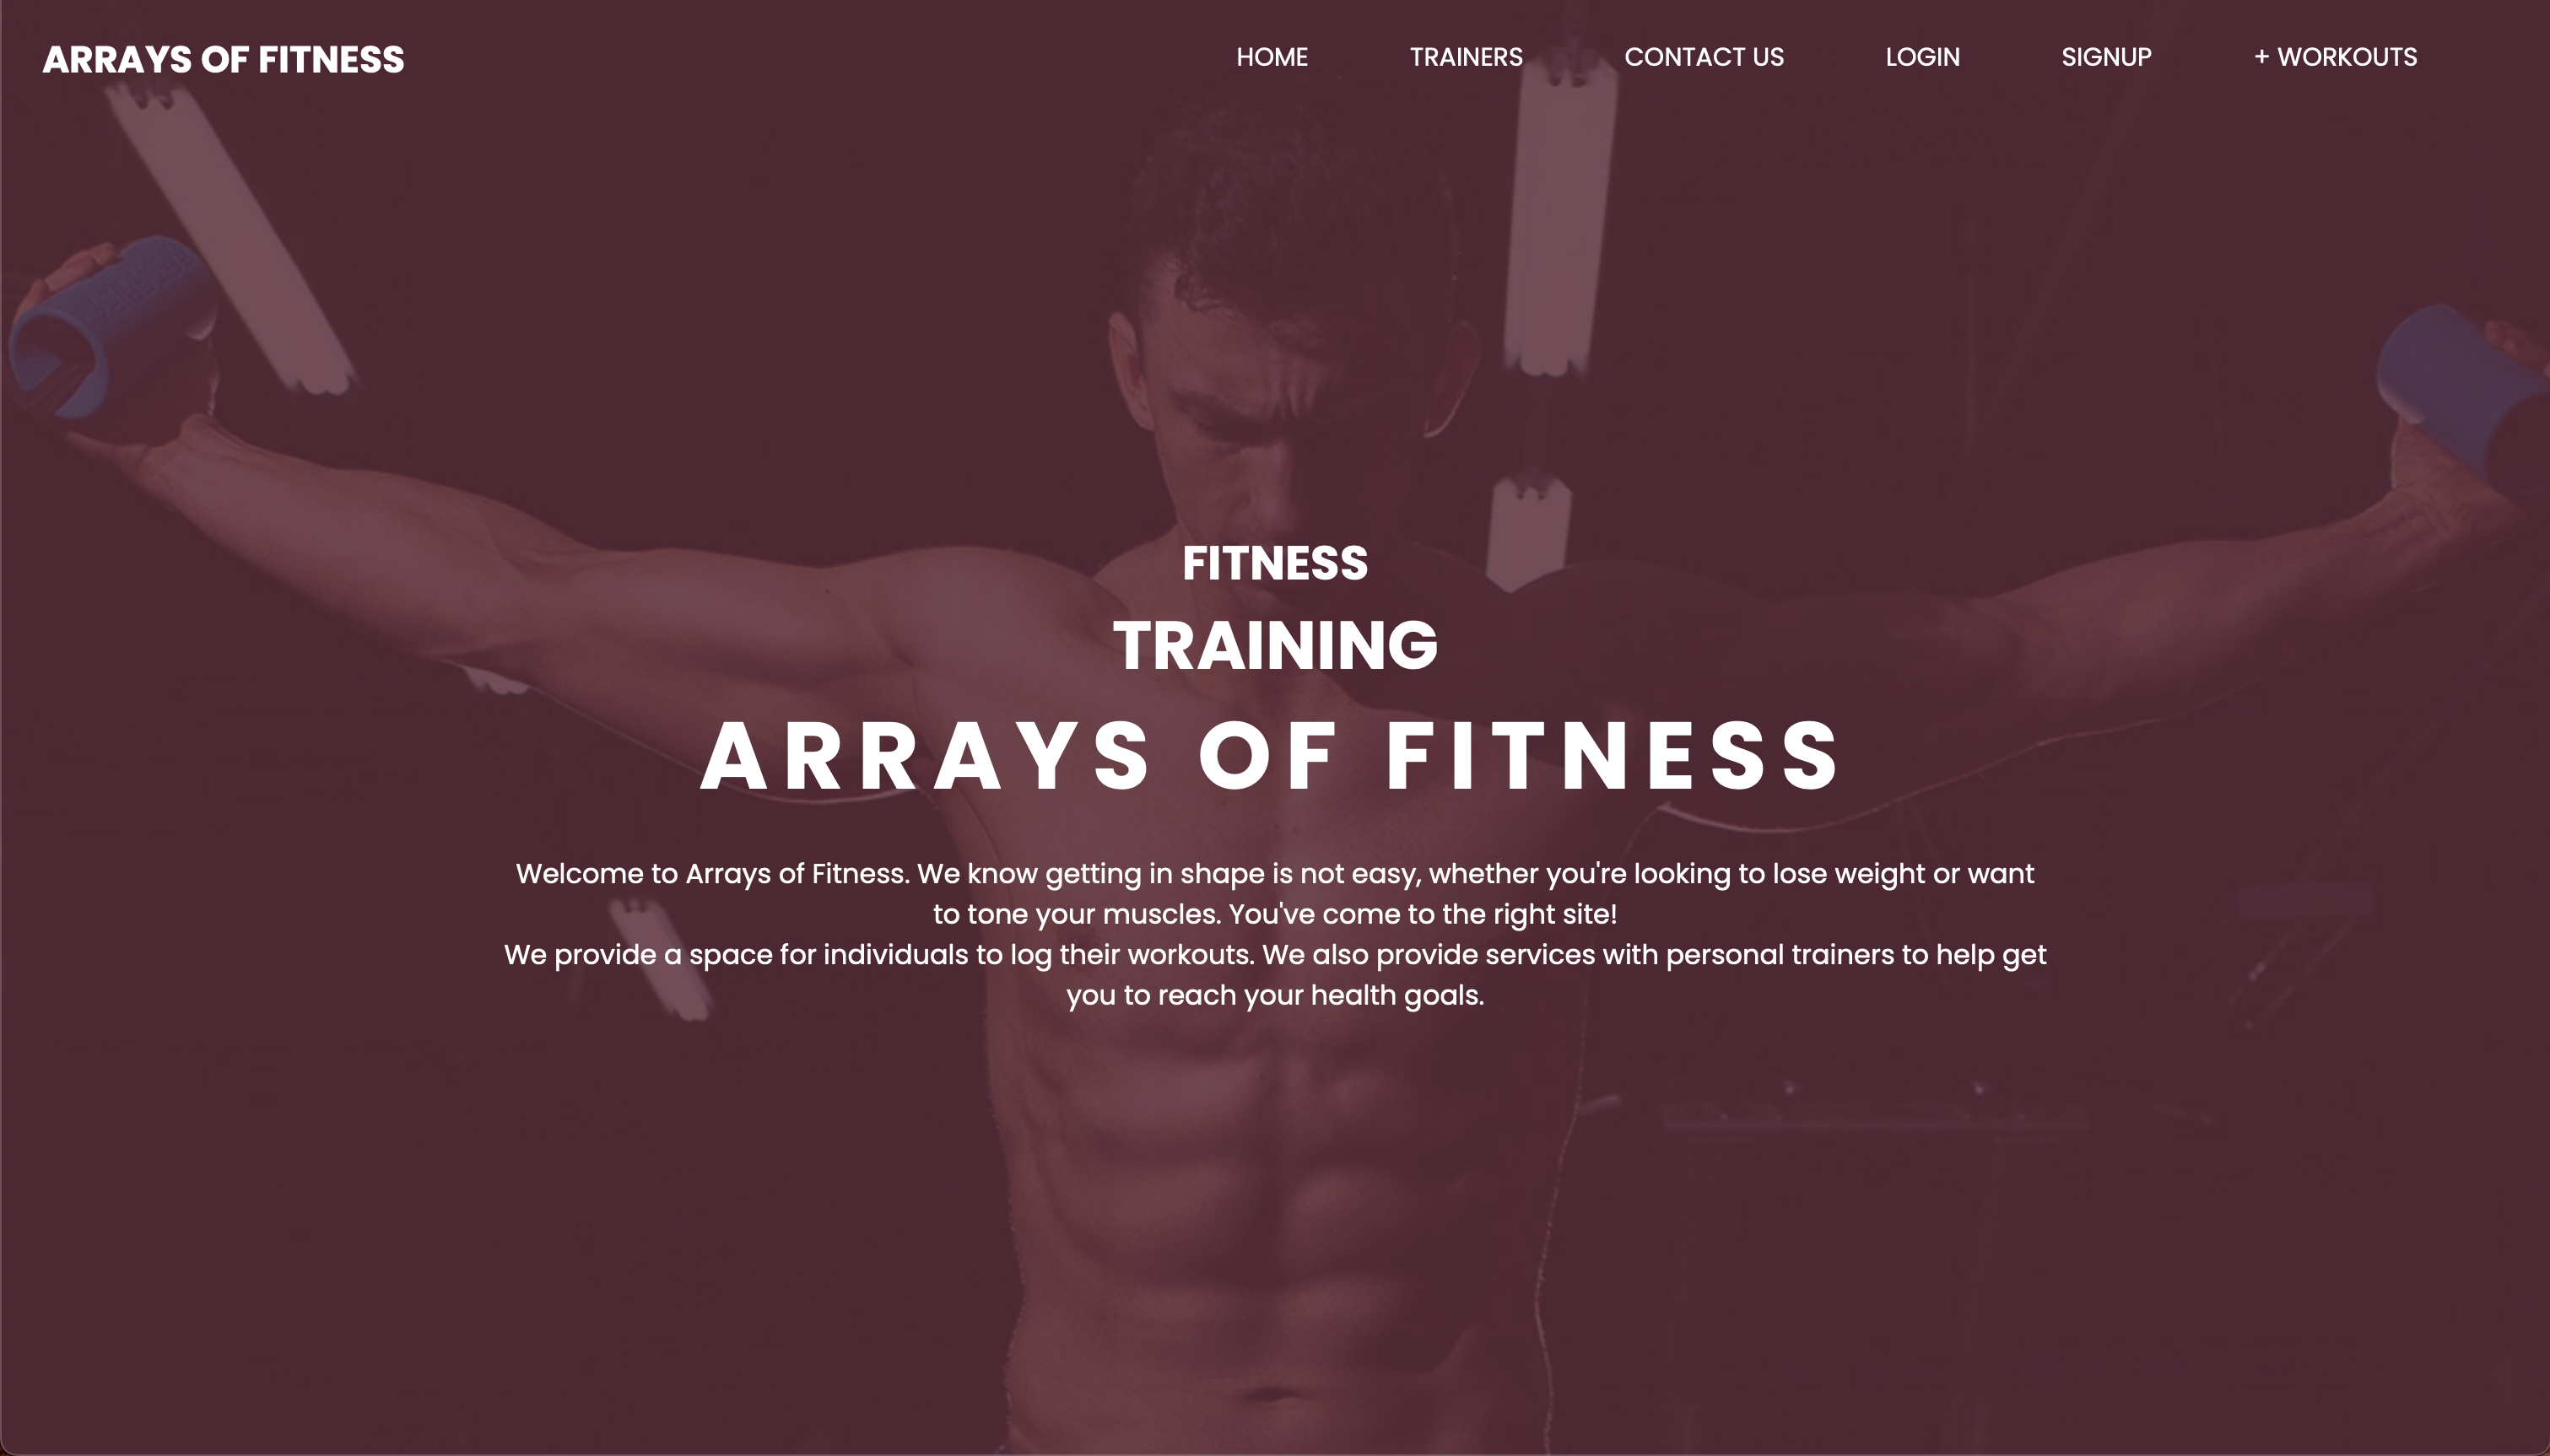 ARRAYS OF FITNESS
HOME TRAINERS CONTACT US LOGIN SIGNUP + WORKOUTS
FITNESS
TRAINING
ARRAYS OF FITNESS
Welcome to Arrays of Fitness. We know getting in shape is not easy, whether you're looking to lose weight or want
to tone your muscles. You've come to the right site!
We provide a space for individuals to log their workouts. We also provide services with personal trainers to help get
you to reach your health goals.